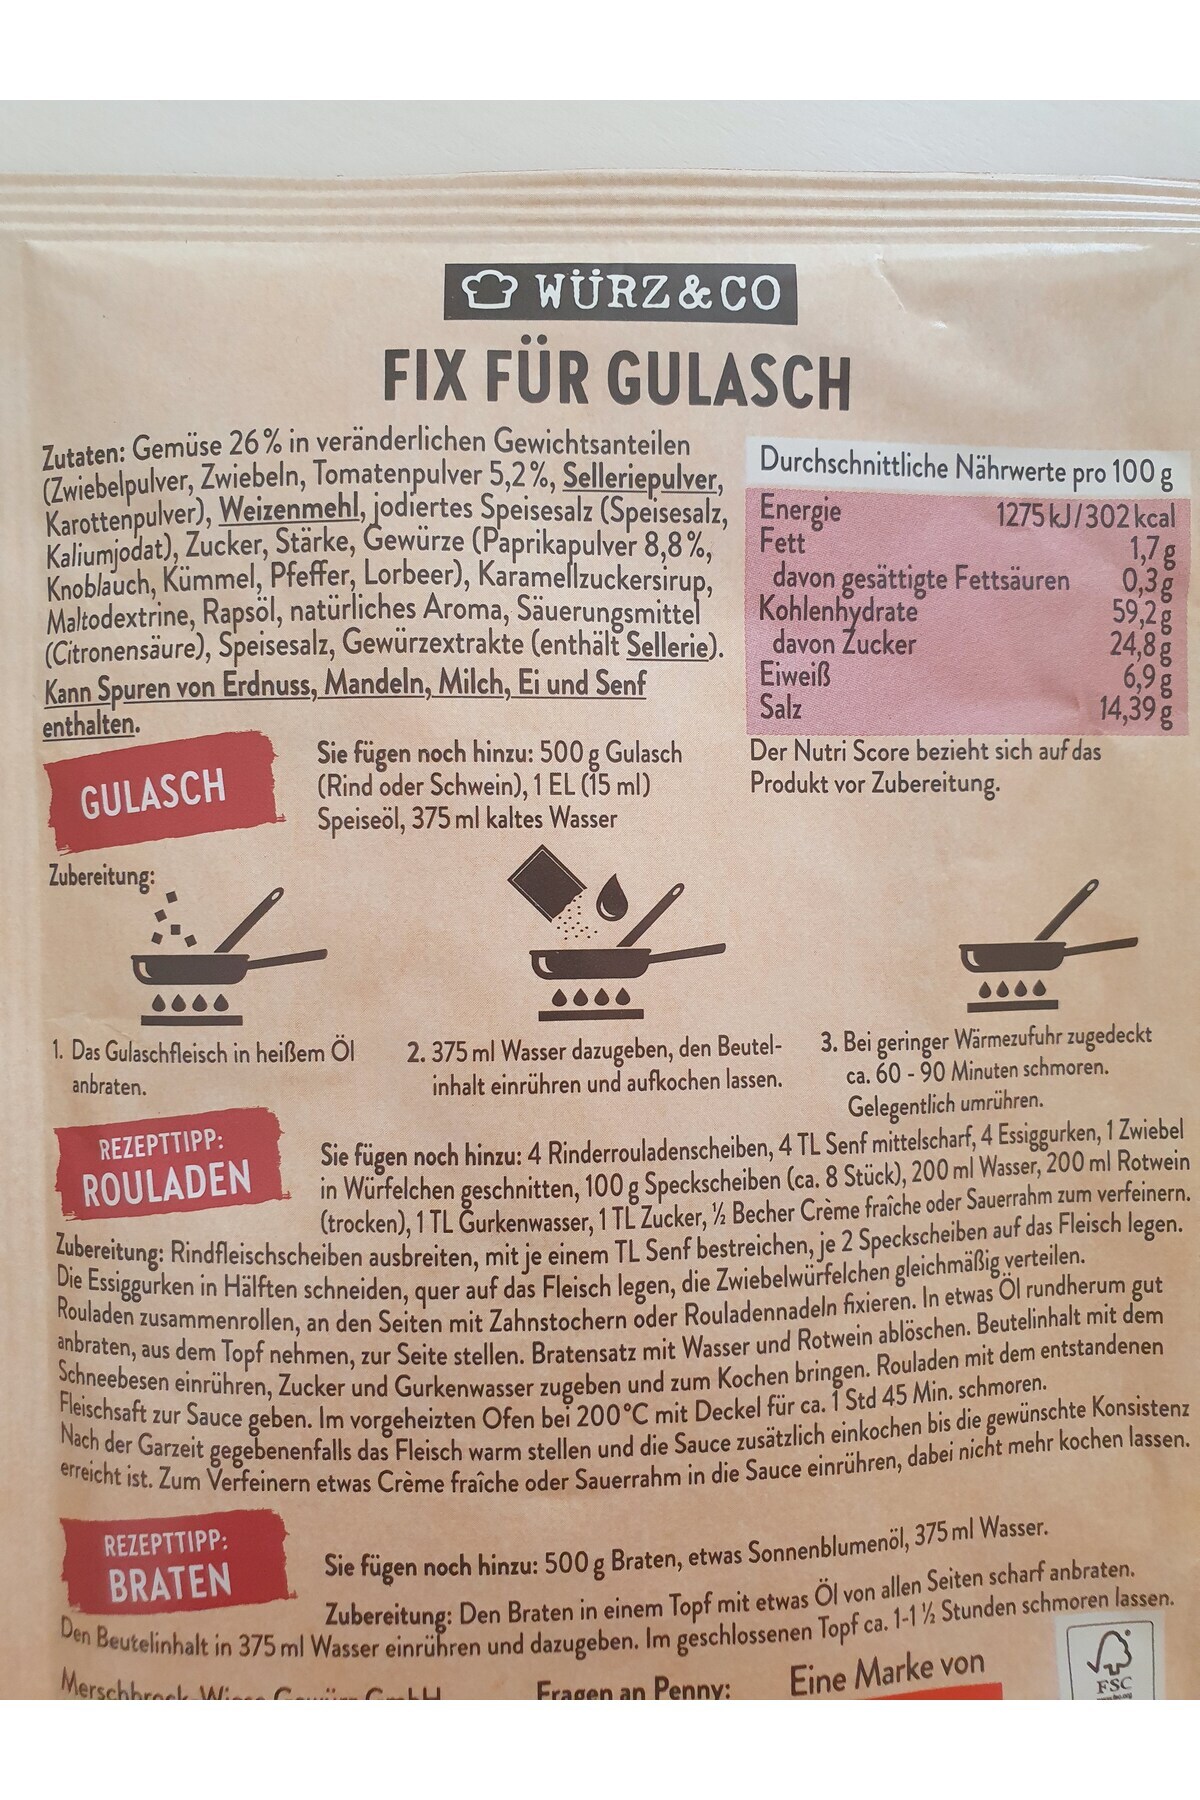 WÜRZ & CO
FIX FÜR GULASCH
Zutaten: Gemüse 26 % in veränderlichen Gewichtsanteilen
(Zwiebelpulver, Zwiebeln, Tomatenpulver 5,2 %, Selleriepulver,
Karottenpulver), Weizenmehl, jodiertes Speisesalz (Speisesalz,
Kaliumjodat), Zucker, Stärke, Gewürze (Paprikapulver 8,8 %,
Knoblauch, Kümmel, Pfeffer, Lorbeer), Karamellzuckersirup,
Maltodextrine, Rapsöl, natürliches Aroma, Säuerungsmittel
(Citronensäure), Speisesalz, Gewürzextrakte (enthält Sellerie).
Kann Spuren von Erdnuss, Mandeln, Milch, Ei und Senf
enthalten.
Durchschnittliche Nährwerte pro 100 g
Energie 1275 kJ / 302 kcal
Fett 1,7 g
davon gesättigte Fettsäuren 0,3 g
Kohlenhydrate 59,2 g
davon Zucker 24,8 g
Eiweiß 6,9 g
Salz 14,39 g
Der Nutri Score bezieht sich auf das
Produkt vor Zubereitung.
GULASCH
Sie fügen noch hinzu: 500 g Gulasch
(Rind oder Schwein), 1 EL (15 ml)
Speiseöl, 375 ml kaltes Wasser
Zubereitung:
1. Das Gulaschfleisch in heißem Öl
anbraten.
2. 375 ml Wasser dazugeben, den Beutel-
inhalt einrühren und aufkochen lassen.
3. Bei geringer Wärmezufuhr zugedeckt
ca. 60 - 90 Minuten schmoren.
Gelegentlich umrühren.
REZEPTTIPP:
ROULADEN
Sie fügen noch hinzu: 4 Rinderrouladenscheiben, 4 TL Senf mittelscharf, 4 Essiggurken, 1 Zwiebel
in Würfelchen geschnitten, 100 g Speckscheiben (ca. 8 Stück), 200 ml Wasser, 200 ml Rotwein
(trocken), 1 TL Gurkenwasser, 1 TL Zucker, ½ Becher Crème fraîche oder Sauerrahm zum verfeinern.
Zubereitung: Rindfleischscheiben ausbreiten, mit je einem TL Senf bestreichen, je 2 Speckscheiben auf das Fleisch legen.
Die Essiggurken in Hälften schneiden, quer auf das Fleisch legen, die Zwiebelwürfelchen gleichmäßig verteilen.
Rouladen zusammenrollen, an den Seiten mit Zahnstochern oder Rouladennadeln fixieren. In etwas Öl rundherum gut
anbraten, aus dem Topf nehmen, zur Seite stellen. Bratensatz mit Wasser und Rotwein ablöschen. Beutelinhalt mit dem
Schneebesen einrühren, Zucker und Gurkenwasser zugeben und zum Kochen bringen. Rouladen mit dem entstandenen
Fleischsaft zur Sauce geben. Im vorgeheizten Ofen bei 200 °C mit Deckel für ca. 1 Std 45 Min. schmoren.
Nach der Garzeit gegebenenfalls das Fleisch warm stellen und die Sauce zusätzlich einkochen bis die gewünschte Konsistenz
erreicht ist. Zum Verfeinern etwas Crème fraîche oder Sauerrahm in die Sauce einrühren, dabei nicht mehr kochen lassen.
REZEPTTIPP:
BRATEN
Sie fügen noch hinzu: 500 g Braten, etwas Sonnenblumenöl, 375 ml Wasser.
Zubereitung: Den Braten in einem Topf mit etwas Öl von allen Seiten scharf anbraten.
Den Beutelinhalt in 375 ml Wasser einrühren und dazugeben. Im geschlossenen Topf ca. 1-1 ½ Stunden schmoren lassen.
Fragen an Penny:
Eine Marke von
FSC